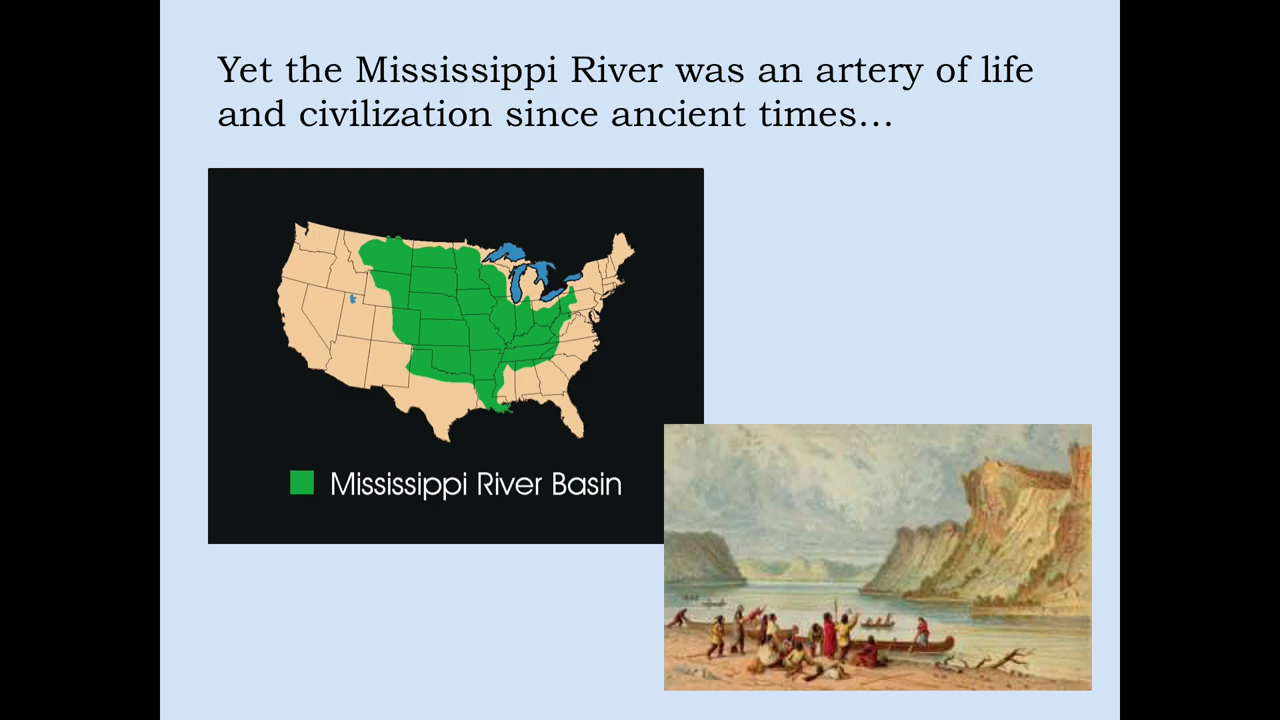 Yet the Mississippi River was an artery of life
and civilization since ancient times…
Mississippi River Basin